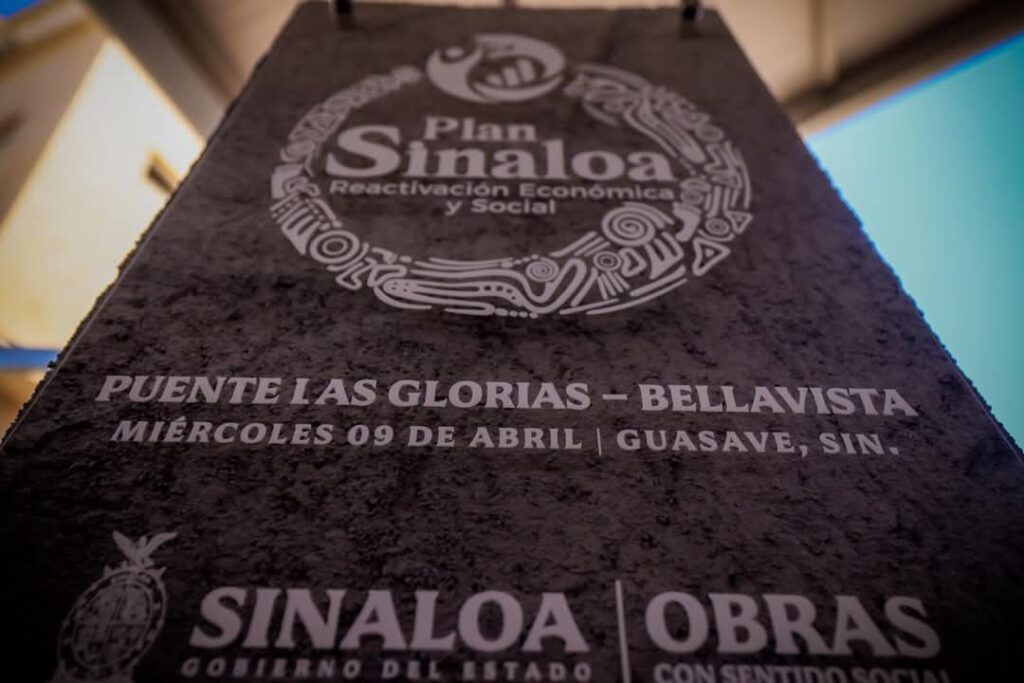 Plan
Sinaloa
Reactivación Económica
y Social
PUENTE LAS GLORIAS – BELLAVISTA
MIÉRCOLES 09 DE ABRIL | GUASAVE, SIN.
SINALOA | OBRAS
GOBIERNO DEL ESTADO | CON SENTIDO SOCIAL